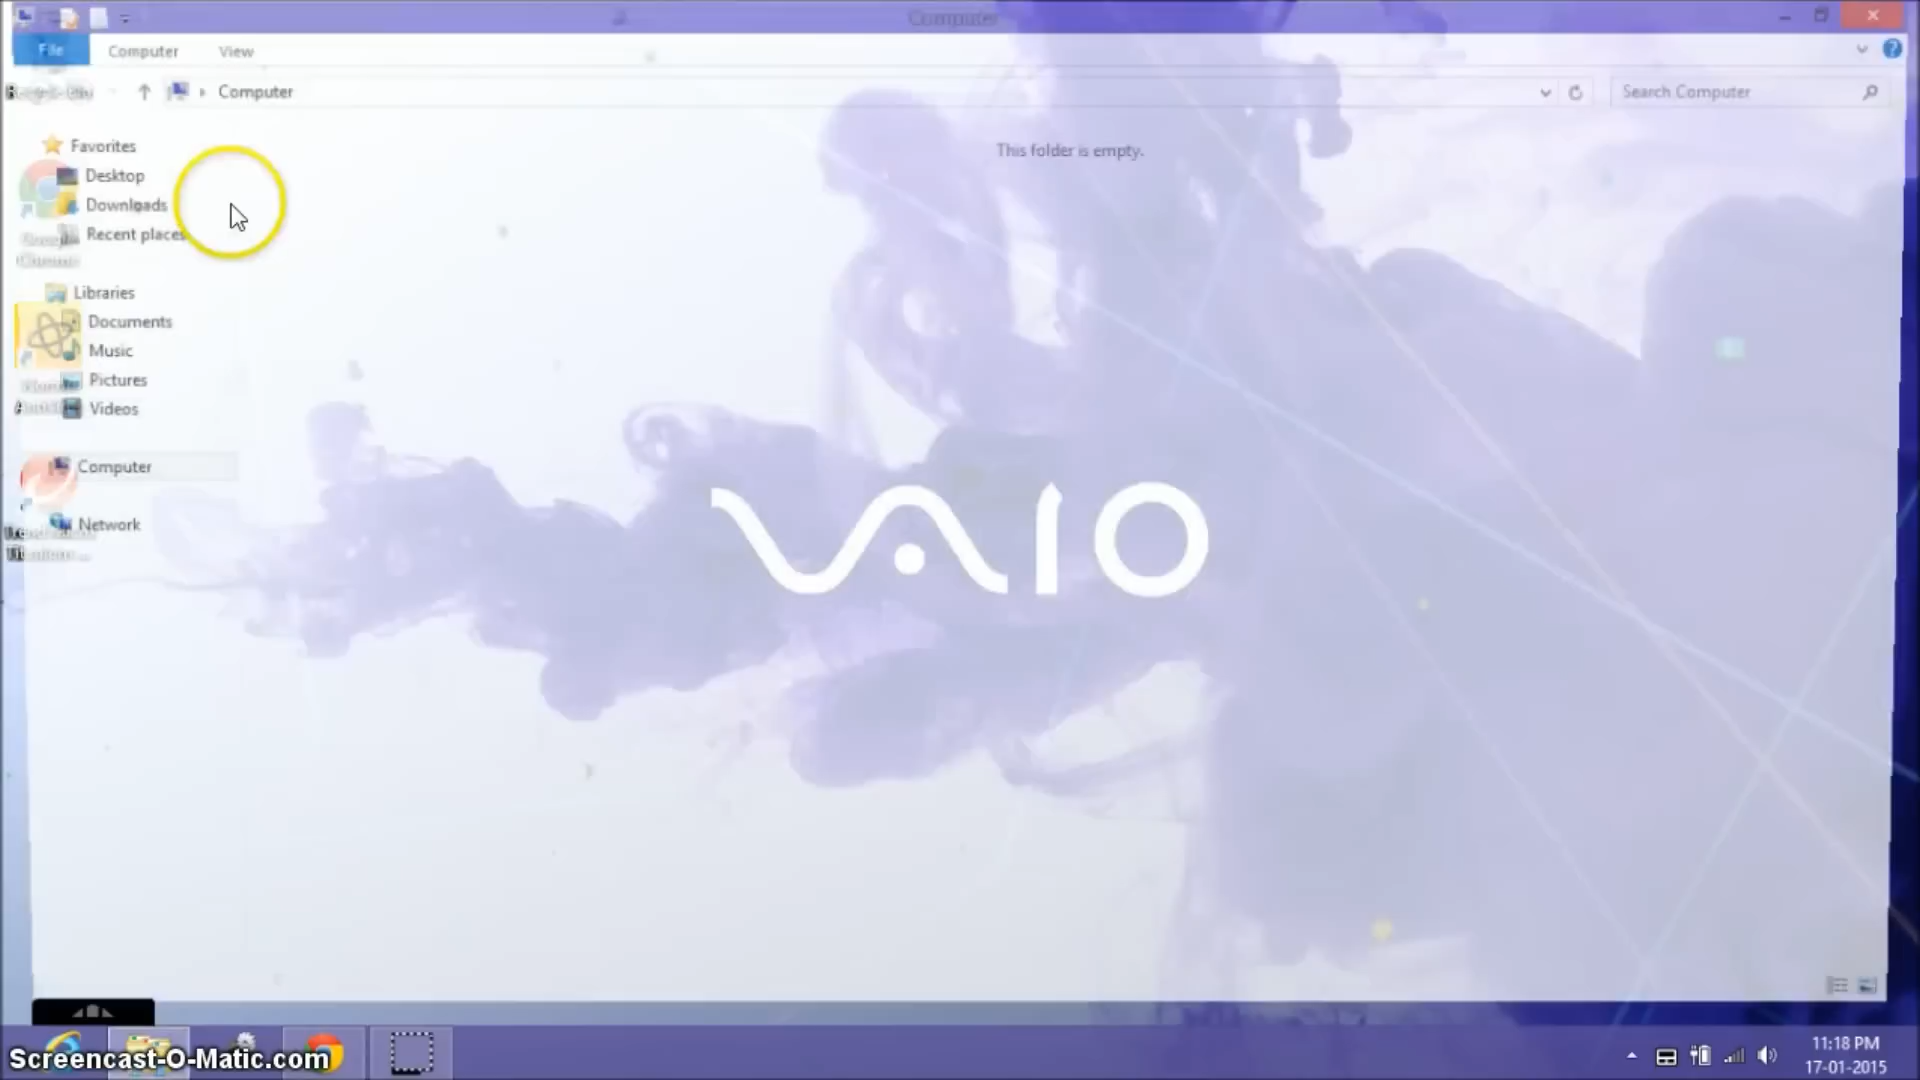 Computer
File
Computer
View
Computer
Search Computer
Favorites
This folder is empty.
Desktop
Downloads
Recent places
Libraries
Documents
Music
Pictures
Videos
Computer
Network
VAIO
Screencast-O-Matic.com
11:18 PM
17-01-2015